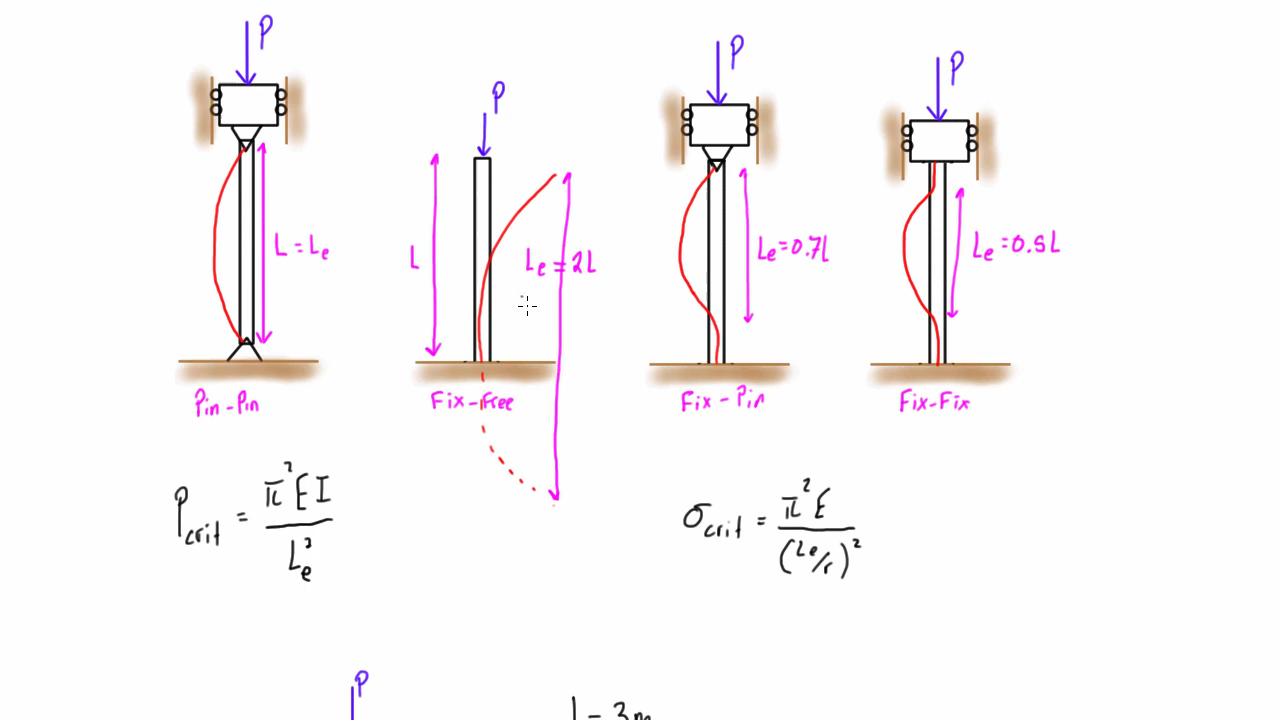 P
P
P
P
L = Le
L
Le = 2L
Le=0.7L
Le=0.5L
Pin-Pin
Fix-Free
Fix-Pin
Fix-Fix
Pcrit = π²EI / Le²
σcrit = π²E / (Le/r)²
P
L = 3m